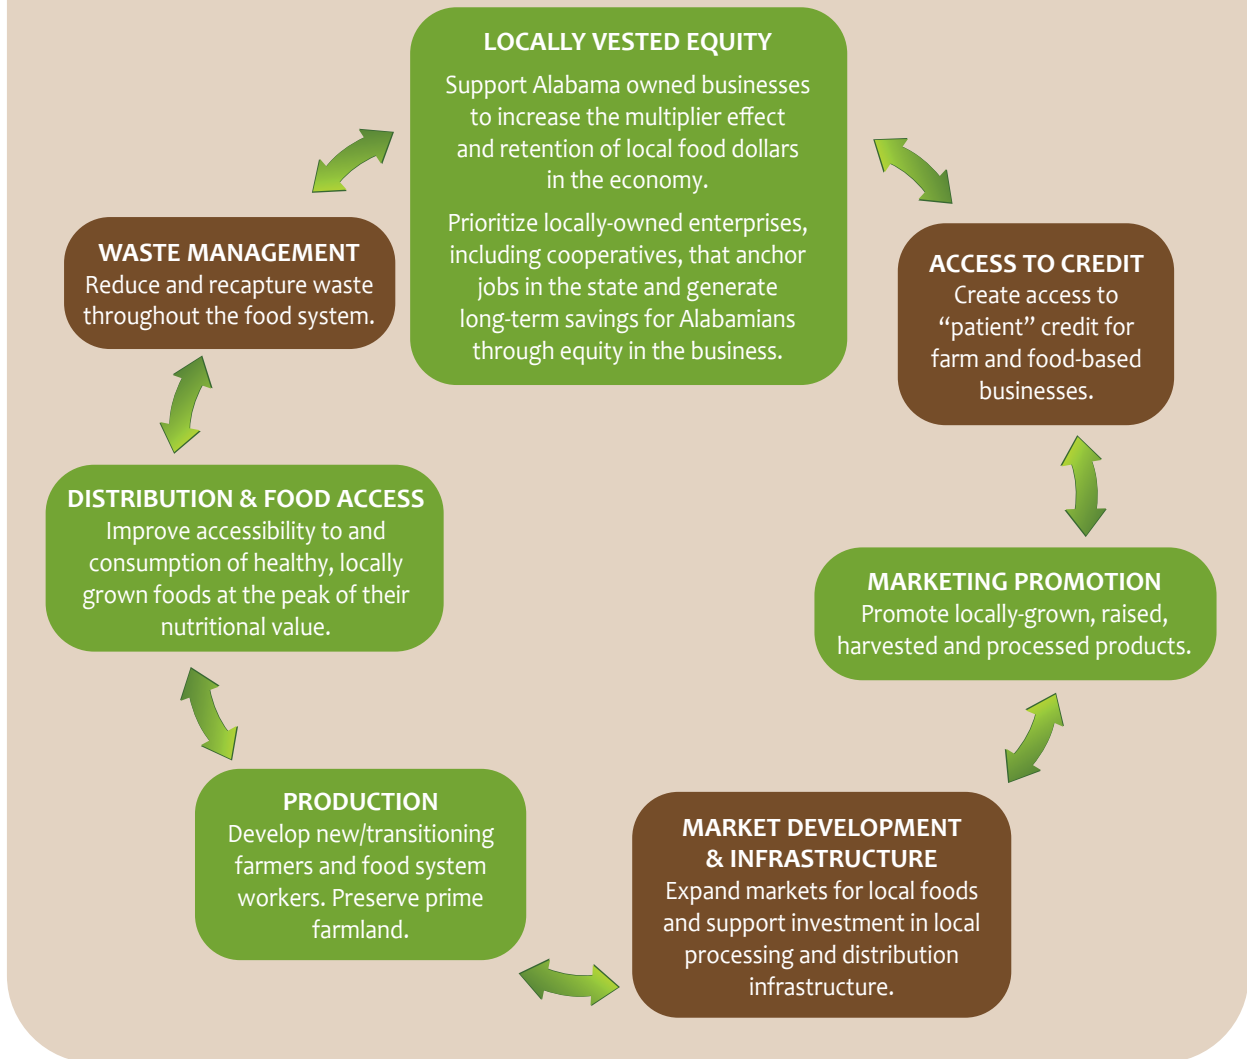 LOCALLY VESTED EQUITY
Support Alabama owned businesses
to increase the multiplier effect
and retention of local food dollars
in the economy.
Prioritize locally-owned enterprises,
including cooperatives, that anchor
jobs in the state and generate
long-term savings for Alabamians
through equity in the business.
ACCESS TO CREDIT
Create access to
“patient” credit for
farm and food-based
businesses.
MARKETING PROMOTION
Promote locally-grown, raised,
harvested and processed products.
MARKET DEVELOPMENT
& INFRASTRUCTURE
Expand markets for local foods
and support investment in local
processing and distribution
infrastructure.
PRODUCTION
Develop new/transitioning
farmers and food system
workers. Preserve prime
farmland.
DISTRIBUTION & FOOD ACCESS
Improve accessibility to and
consumption of healthy, locally
grown foods at the peak of their
nutritional value.
WASTE MANAGEMENT
Reduce and recapture waste
throughout the food system.